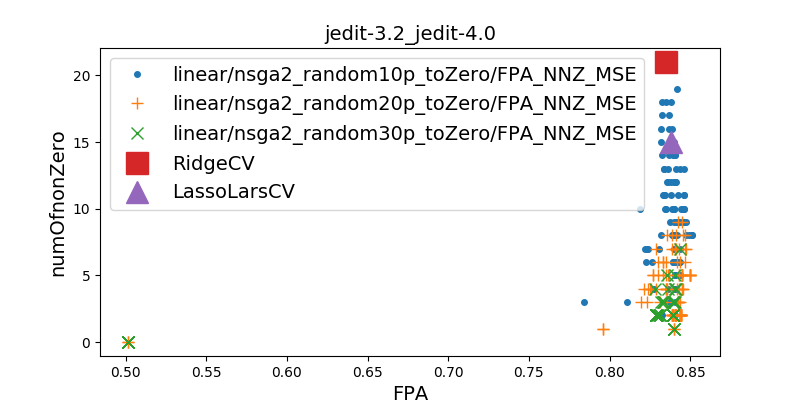 jedit-3.2_jedit-4.0
linear/nsga2_random10p_toZero/FPA_NNZ_MSE
linear/nsga2_random20p_toZero/FPA_NNZ_MSE
linear/nsga2_random30p_toZero/FPA_NNZ_MSE
RidgeCV
LassoLarsCV
numOfnonZero
20
15
10
5
0
0.50 0.55 0.60 0.65 0.70 0.75 0.80 0.85
FPA